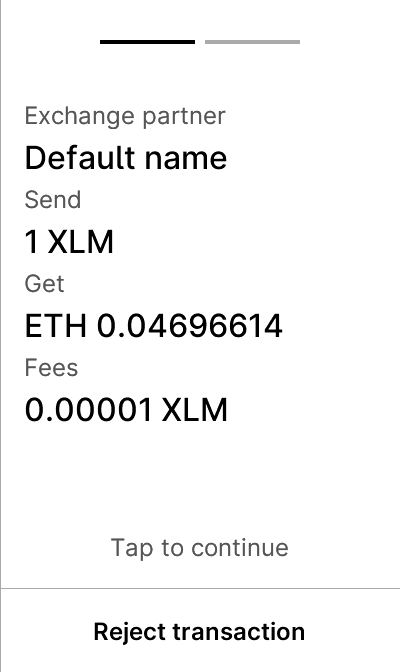 Exchange partner
Default name
Send
1 XLM
Get
ETH 0.04696614
Fees
0.00001 XLM
Tap to continue
Reject transaction